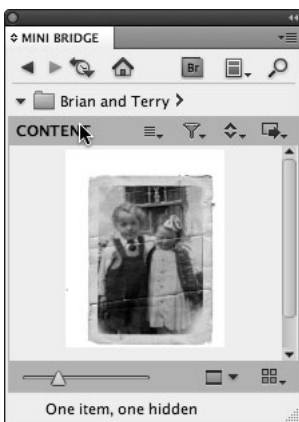 MINI BRIDGE
Br
Brian and Terry
CONTENT
One item, one hidden